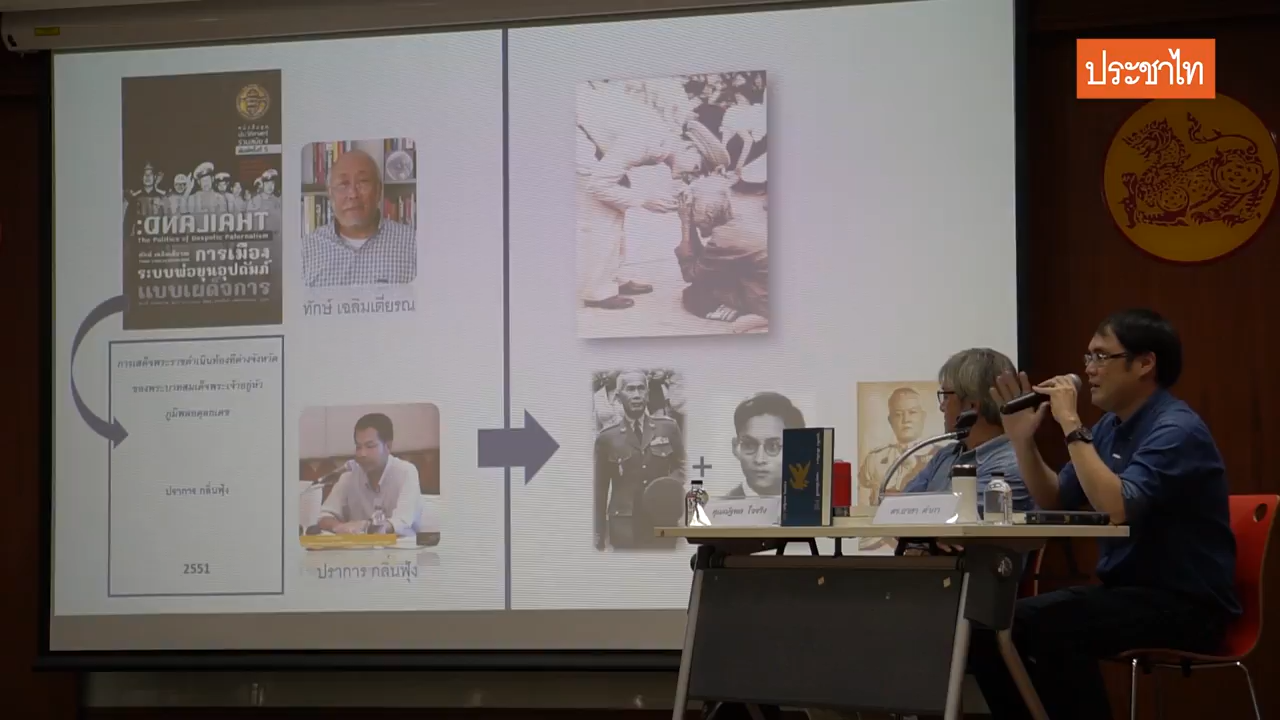 ประชาไท
THAILAND:
The Politics of Despotic Paternalism
การเมือง
ระบบพ่อขุนอุปถัมภ์
แบบเผด็จการ
ทักษ์ เฉลิมเตียรณ
การเสด็จพระราชดำเนินท้องที่ต่างจังหวัด
ของพระบาทสมเด็จพระเจ้าอยู่หัว
ภูมิพลอดุลยเดช
ปราการ กลิ่นฟุ้ง
2551
ปราการ กลิ่นฟุ้ง
+